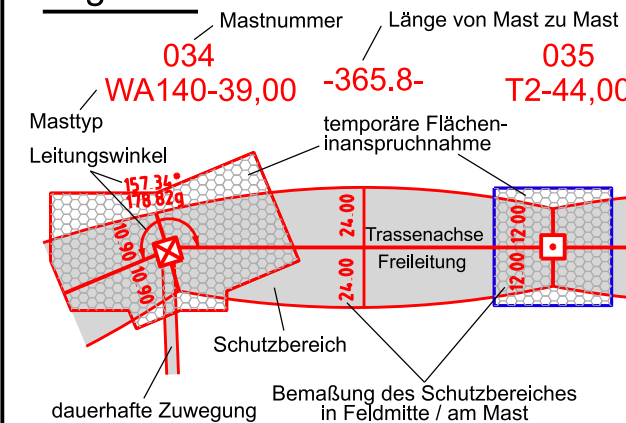 Mastnummer
Länge von Mast zu Mast
034
-365.8-
035
WA140-39,00
T2-44,00
Masttyp
temporäre Flächen-
inanspruchnahme
Leitungswinkel
157.34°
178.82g
10.90
10.90
24.00
24.00
Trassenachse
Freileitung
12.00
12.00
Schutzbereich
Bemaßung des Schutzbereiches
in Feldmitte / am Mast
dauerhafte Zuwegung